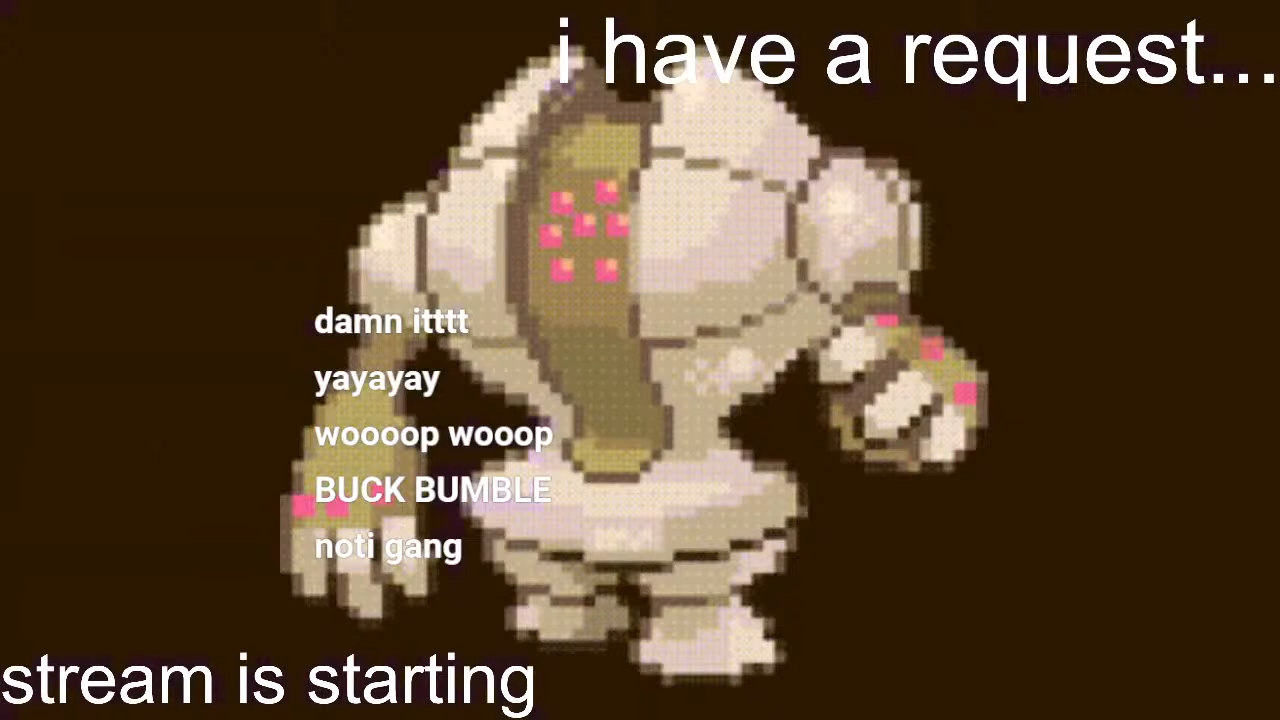 i have a request...
damn itttt
yayayay
woooop wooop
BUCK BUMBLE
noti gang
stream is starting